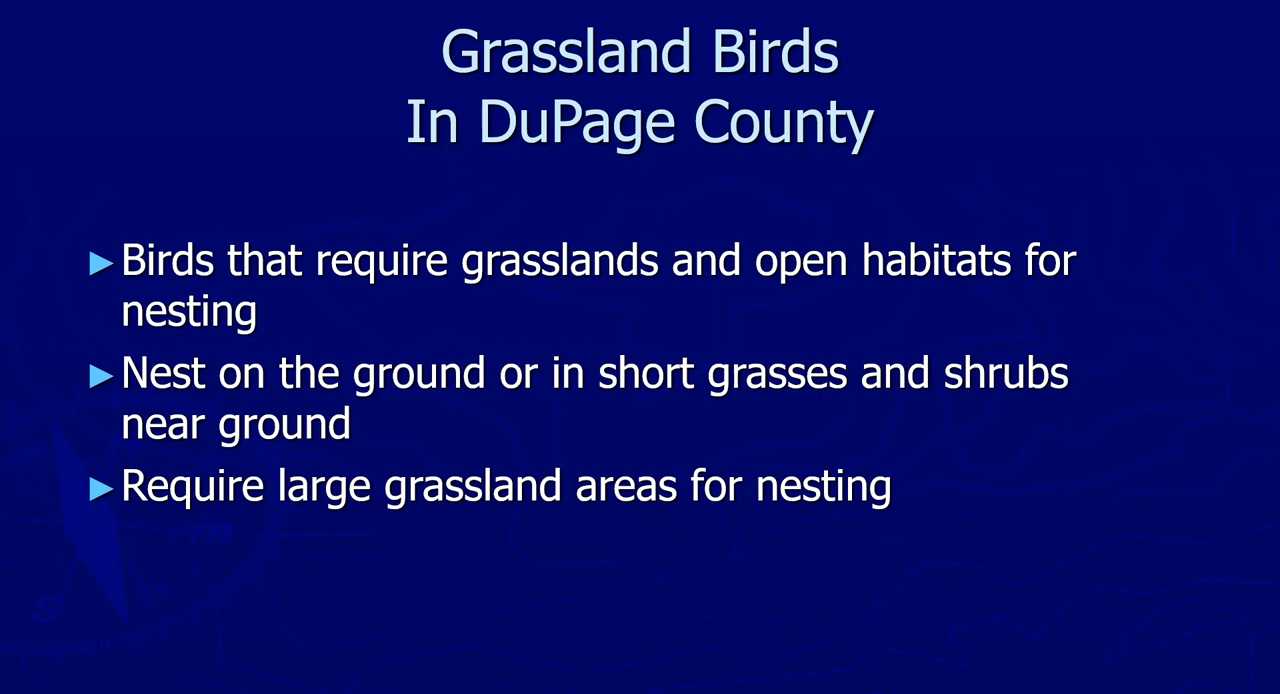 Grassland Birds
In DuPage County
►Birds that require grasslands and open habitats for
nesting
►Nest on the ground or in short grasses and shrubs
near ground
►Require large grassland areas for nesting
m
S